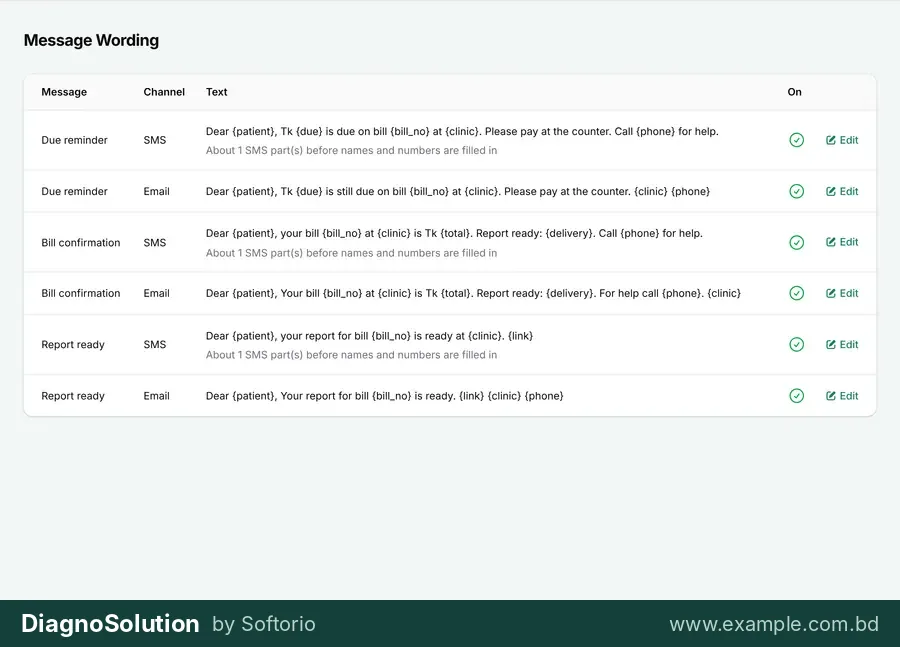 Message Wording
Message Channel Text On
Due reminder SMS Dear {patient}, Tk {due} is due on bill {bill_no} at {clinic}. Please pay at the counter. Call {phone} for help. Edit
About 1 SMS part(s) before names and numbers are filled in
Due reminder Email Dear {patient}, Tk {due} is still due on bill {bill_no} at {clinic}. Please pay at the counter. {clinic} {phone} Edit
Bill confirmation SMS Dear {patient}, your bill {bill_no} at {clinic} is Tk {total}. Report ready: {delivery}. Call {phone} for help. Edit
About 1 SMS part(s) before names and numbers are filled in
Bill confirmation Email Dear {patient}, Your bill {bill_no} at {clinic} is Tk {total}. Report ready: {delivery}. For help call {phone}. {clinic} Edit
Report ready SMS Dear {patient}, your report for bill {bill_no} is ready at {clinic}. {link} Edit
About 1 SMS part(s) before names and numbers are filled in
Report ready Email Dear {patient}, Your report for bill {bill_no} is ready. {link} {clinic} {phone} Edit
DiagnoSolution by Softorio www.example.com.bd